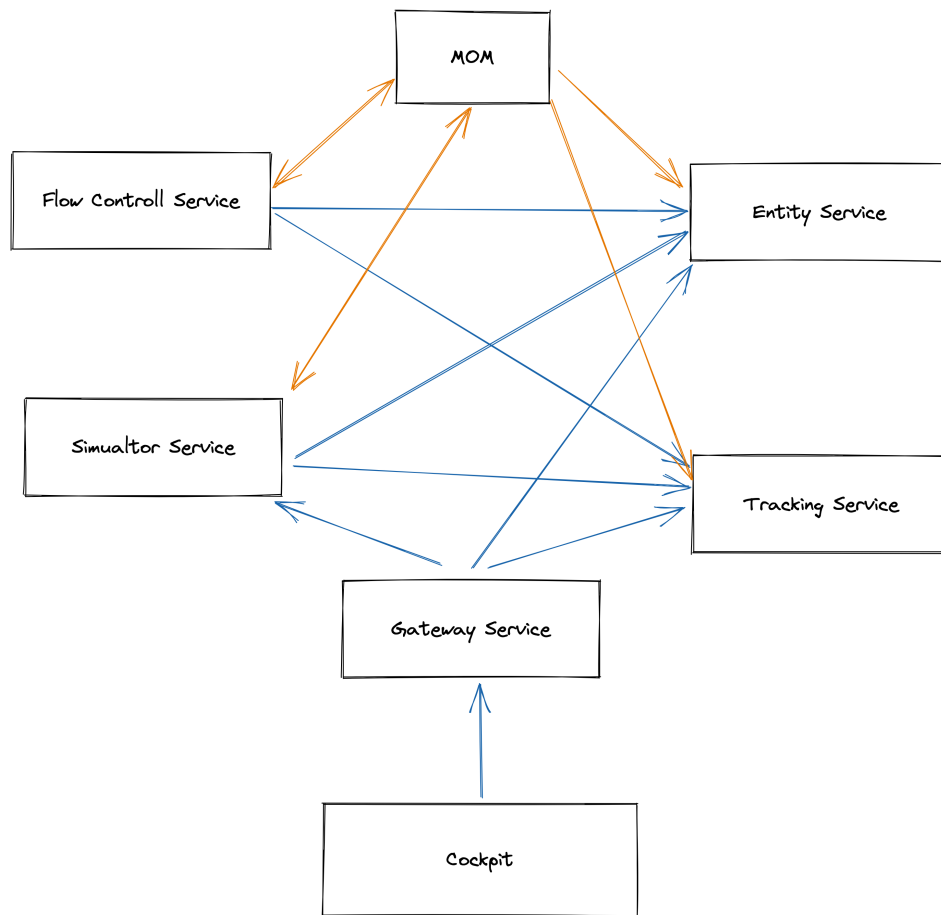 MOM
Flow Controll Service
Entity Service
Simualtor Service
Tracking Service
Gateway Service
Cockpit